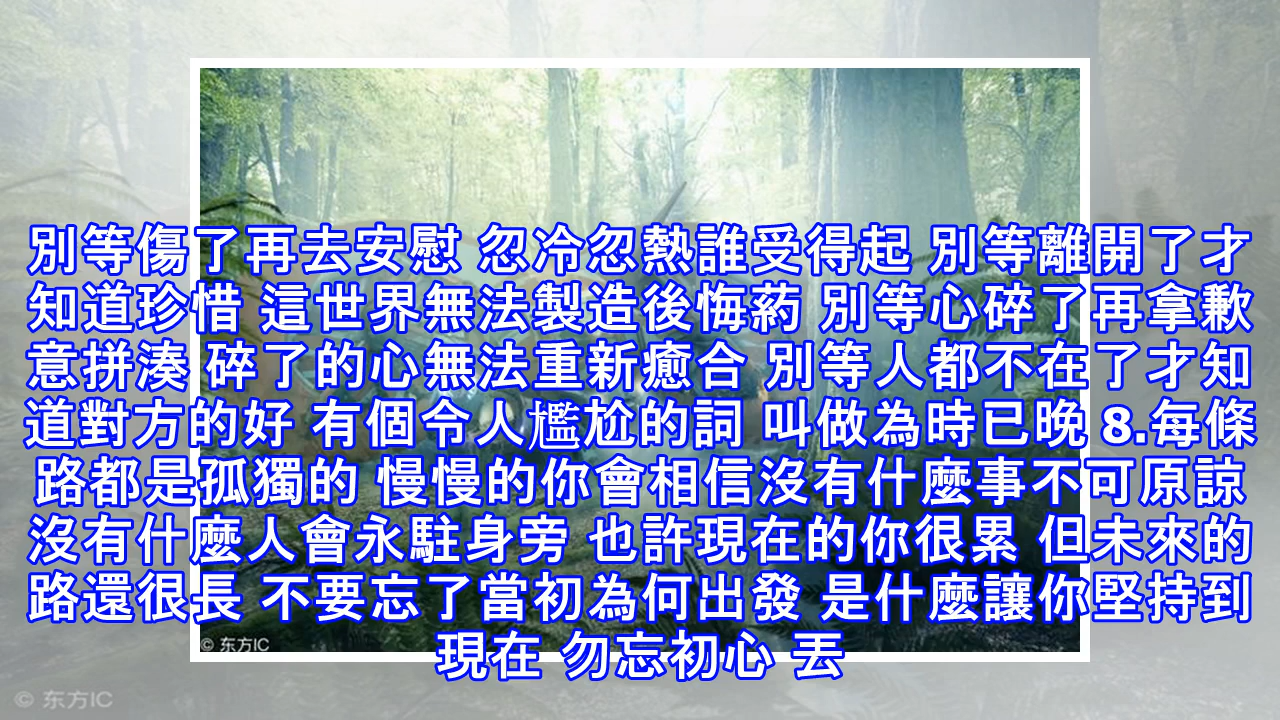 別等傷了再去安慰 忽冷忽熱誰受得起 別等離開了才
知道珍惜 這世界無法製造後悔葯 別等心碎了再拿歉
意拼湊 碎了的心無法重新癒合 別等人都不在了才知
道對方的好 有個令人尷尬的詞 叫做為時已晚 8.每條
路都是孤獨的 慢慢的你會相信沒有什麼事不可原諒
沒有什麼人會永駐身旁 也許現在的你很累 但未來的
路還很長 不要忘了當初為何出發 是什麼讓你堅持到
現在 勿忘初心 丟
© 东方IC
© 东方IC